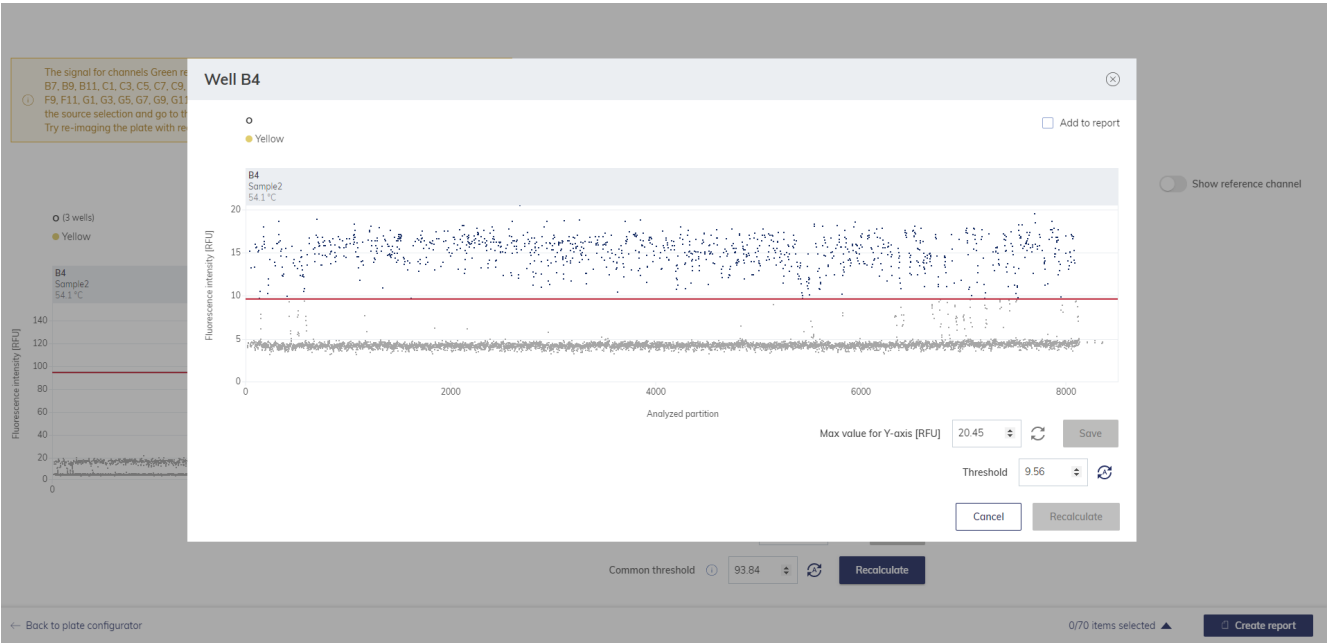 The signal for channels Green re
B7, B9, B11, C1, C3, C5, C7, C9,
F9, F11, G1, G3, G5, G7, G9, G11
the source selection and go to th
Try re-imaging the plate with re
Well B4
Yellow
Add to report
B4
Sample2
54.1 °C
Fluorescence intensity [RFU]
20
15
10
5
0
0 2000 4000 6000 8000
Analyzed partition
Max value for Y-axis [RFU] 20.45 Save
Threshold 9.56
Cancel Recalculate
Show reference channel
(3 wells)
Yellow
B4
Sample2
54.1 °C
Fluorescence intensity [RFU]
140
120
100
80
60
40
20
0
0
Common threshold 93.84 Recalculate
Back to plate configurator
0/70 items selected Create report